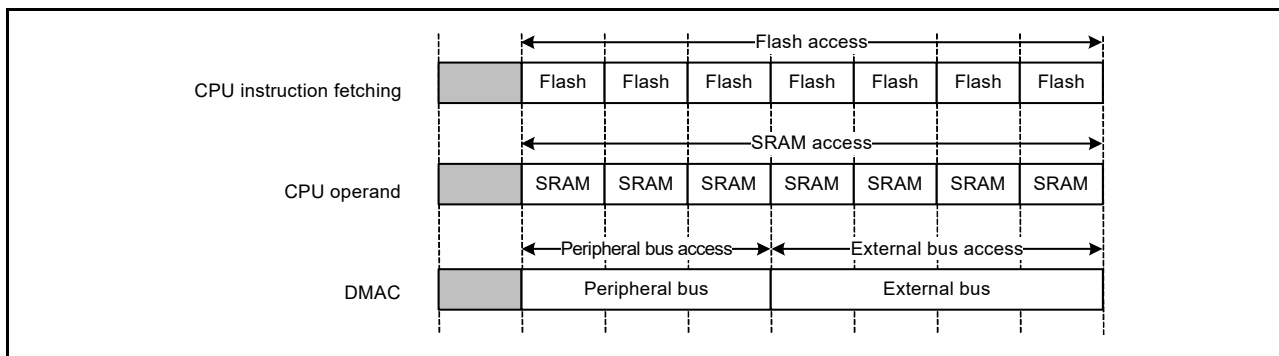 Flash access
CPU instruction fetching Flash Flash Flash Flash Flash Flash Flash
SRAM access
CPU operand SRAM SRAM SRAM SRAM SRAM SRAM SRAM
Peripheral bus access External bus access
DMAC Peripheral bus External bus